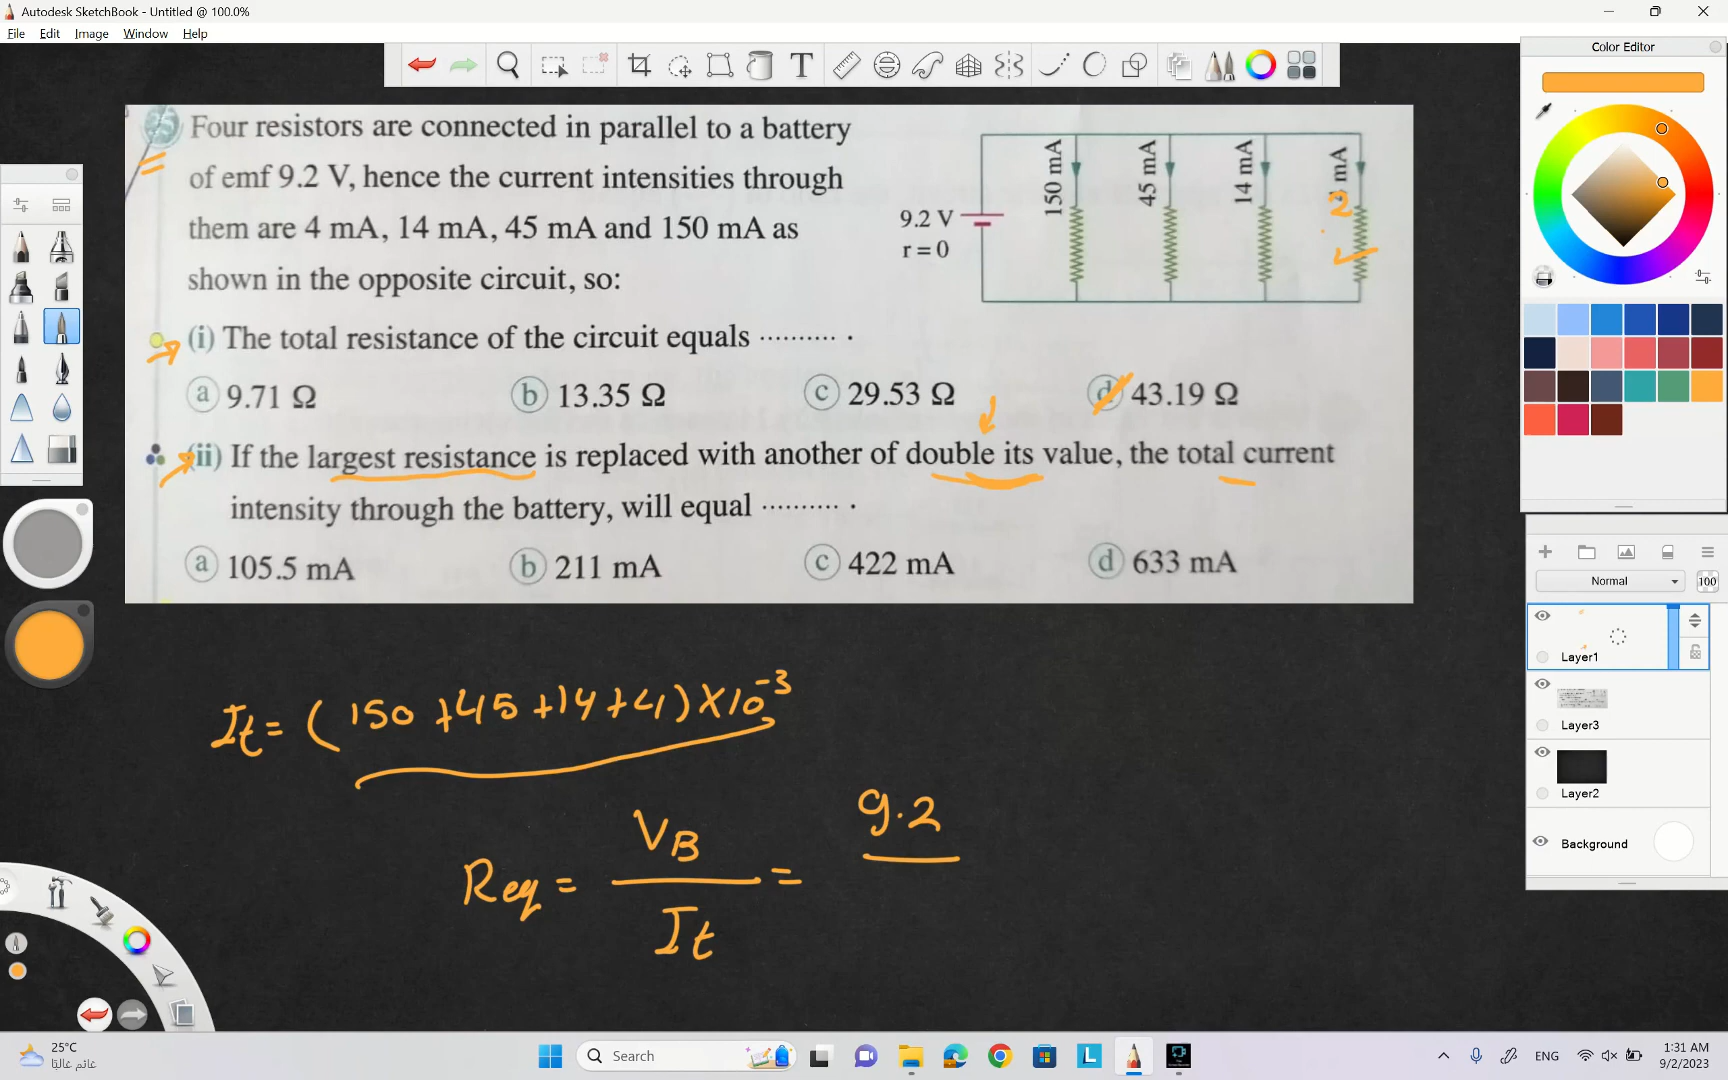 Autodesk SketchBook - Untitled @ 100.0%
File Edit Image Window Help
Color Editor
Four resistors are connected in parallel to a battery
of emf 9.2 V, hence the current intensities through
them are 4 mA, 14 mA, 45 mA and 150 mA as
shown in the opposite circuit, so:
150 mA
45 mA
14 mA
mA
2
9.2 V
r = 0
(i) The total resistance of the circuit equals .......... .
a 9.71 Ω b 13.35 Ω c 29.53 Ω d 43.19 Ω
(ii) If the largest resistance is replaced with another of double its value, the total current
intensity through the battery, will equal .......... .
a 105.5 mA b 211 mA c 422 mA d 633 mA
It = ( 150 + 45 + 14 + 4 ) × 10⁻³
Req = VB / It = 9.2
Normal 100
Layer1
Layer3
Layer2
Background
25°C
غائم غالبًا
Search
L
ENG
1:31 AM
9/2/2023